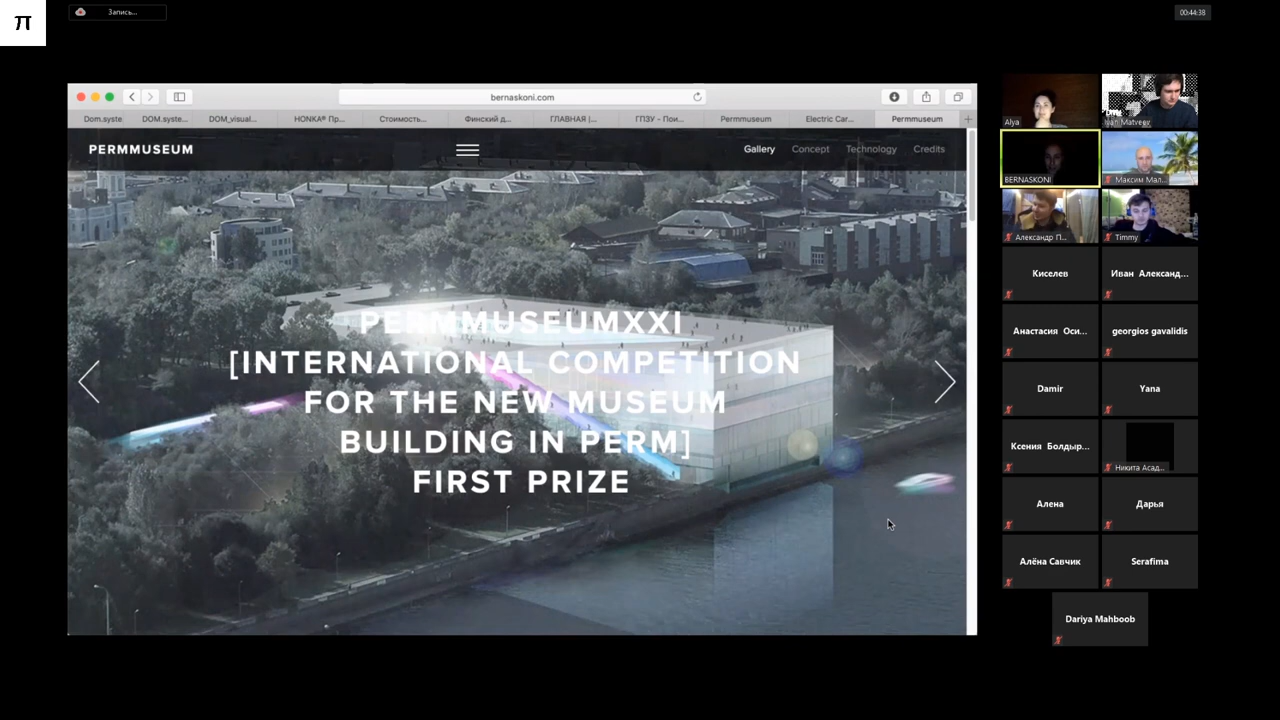 π
Запись...
00:44:38
bernaskoni.com
Dom.syste
DOM.syste...
DOM_visual...
HONKA® Пр...
Стоимость...
Финский д...
ГЛАВНАЯ |...
ГПЗУ - Пои...
Permmuseum
Electric Car...
Permmuseum
PERMMUSEUM
Gallery
Concept
Technology
Credits
PERMMUSEUMXXI
[INTERNATIONAL COMPETITION
FOR THE NEW MUSEUM
BUILDING IN PERM]
FIRST PRIZE
Alya
Ivan Matveev
BERNASKONI
Максим Мал...
Александр П...
Timmy
Киселев
Иван Александ...
Анастасия Оси...
georgios gavalidis
Damir
Yana
Ксения Болдыр...
Никита Асад...
Алена
Дарья
Алёна Савчик
Serafima
Dariya Mahboob